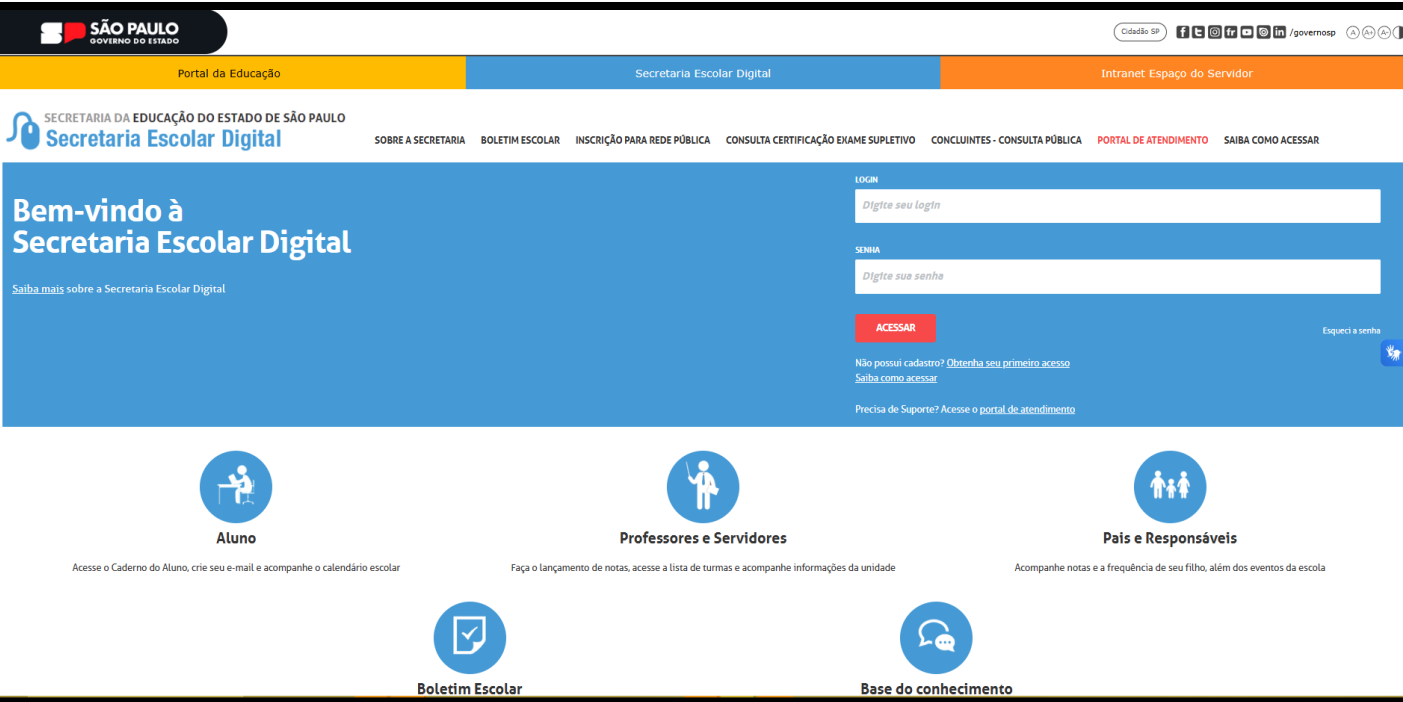 SÃO PAULO
GOVERNO DO ESTADO
Cidadão SP
/governosp
A A+ A-
Portal da Educação
Secretaria Escolar Digital
Intranet Espaço do Servidor
SECRETARIA DA EDUCAÇÃO DO ESTADO DE SÃO PAULO
Secretaria Escolar Digital
SOBRE A SECRETARIA BOLETIM ESCOLAR INSCRIÇÃO PARA REDE PÚBLICA CONSULTA CERTIFICAÇÃO EXAME SUPLETIVO CONCLUINTES - CONSULTA PÚBLICA PORTAL DE ATENDIMENTO SAIBA COMO ACESSAR
Bem-vindo à
Secretaria Escolar Digital
Saiba mais sobre a Secretaria Escolar Digital
LOGIN
Digite seu login
SENHA
Digite sua senha
ACESSAR
Esqueci a senha
Não possui cadastro? Obtenha seu primeiro acesso
Saiba como acessar
Precisa de Suporte? Acesse o portal de atendimento
Aluno
Acesse o Caderno do Aluno, crie seu e-mail e acompanhe o calendário escolar
Professores e Servidores
Faça o lançamento de notas, acesse a lista de turmas e acompanhe informações da unidade
Pais e Responsáveis
Acompanhe notas e a frequência de seu filho, além dos eventos da escola
Boletim Escolar
Base do conhecimento